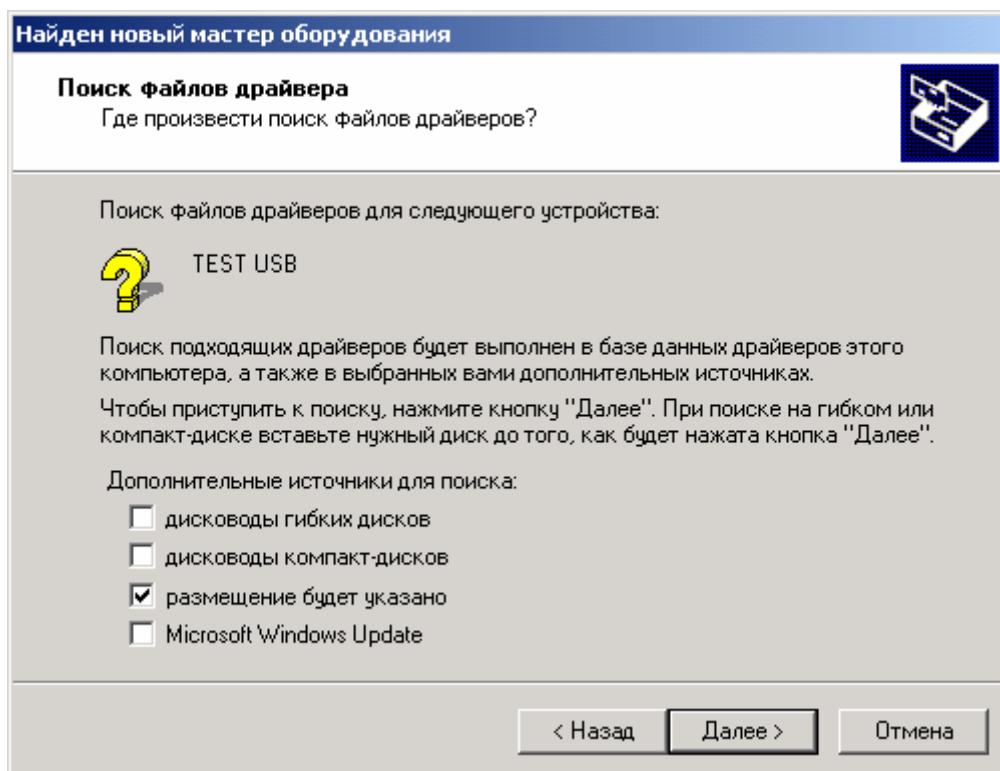 Найден новый мастер оборудования
Поиск файлов драйвера
Где произвести поиск файлов драйверов?
Поиск файлов драйверов для следующего устройства:
TEST USB
Поиск подходящих драйверов будет выполнен в базе данных драйверов этого
компьютера, а также в выбранных вами дополнительных источниках.
Чтобы приступить к поиску, нажмите кнопку "Далее". При поиске на гибком или
компакт-диске вставьте нужный диск до того, как будет нажата кнопка "Далее".
Дополнительные источники для поиска:
дисководы гибких дисков
дисководы компакт-дисков
размещение будет указано
Microsoft Windows Update
< Назад Далее > Отмена